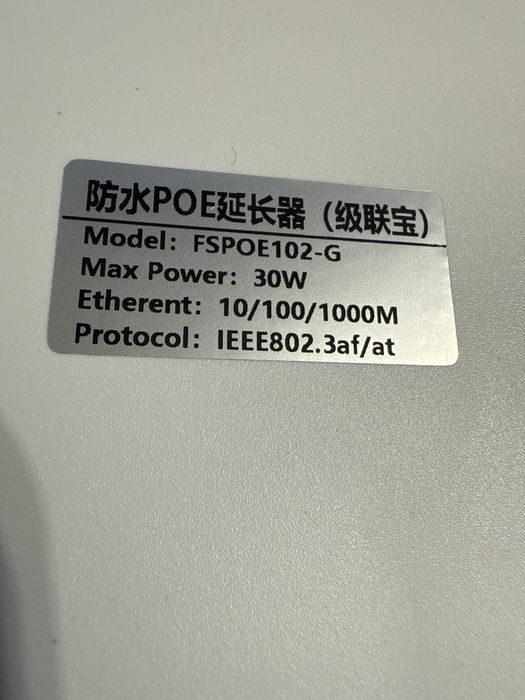 防水POE延长器（级联宝）
Model：FSPOE102-G
Max Power：30W
Etherent：10/100/1000M
Protocol：IEEE802.3af/at